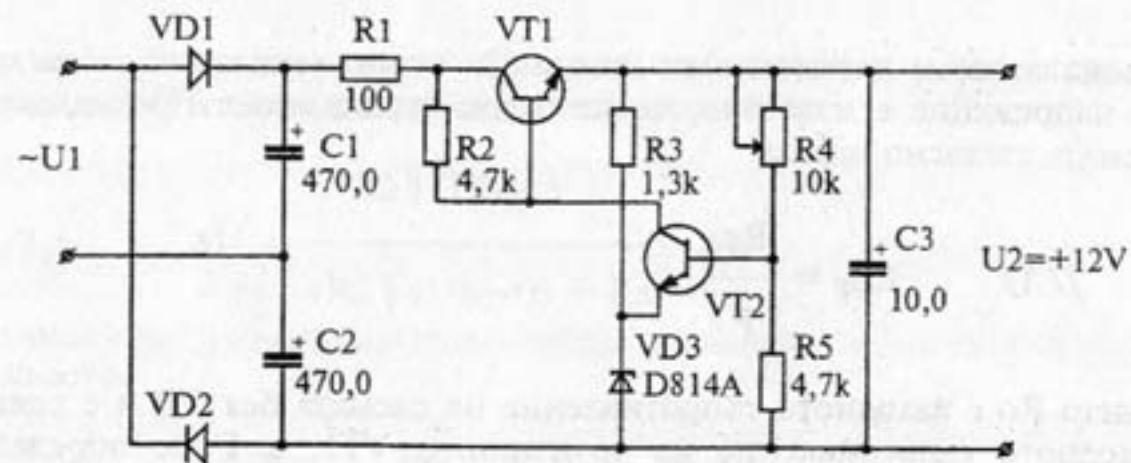 VD1
R1
VT1
100
~U1
C1
470,0
R2
4,7k
R3
1,3k
R4
10k
C3
10,0
U2=+12V
VT2
C2
470,0
VD3
D814A
R5
4,7k
VD2
+
+
+